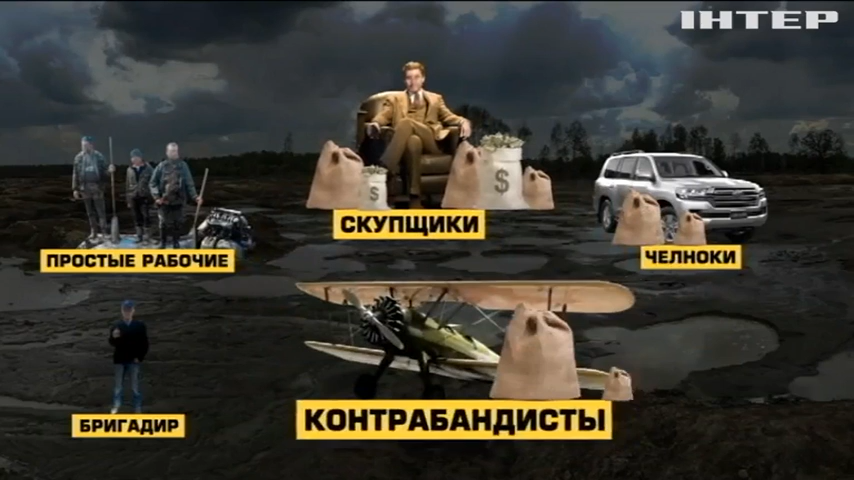 ІНТЕР
СКУПЩИКИ
ПРОСТЫЕ РАБОЧИЕ
ЧЕЛНОКИ
БРИГАДИР
КОНТРАБАНДИСТЫ
$
$